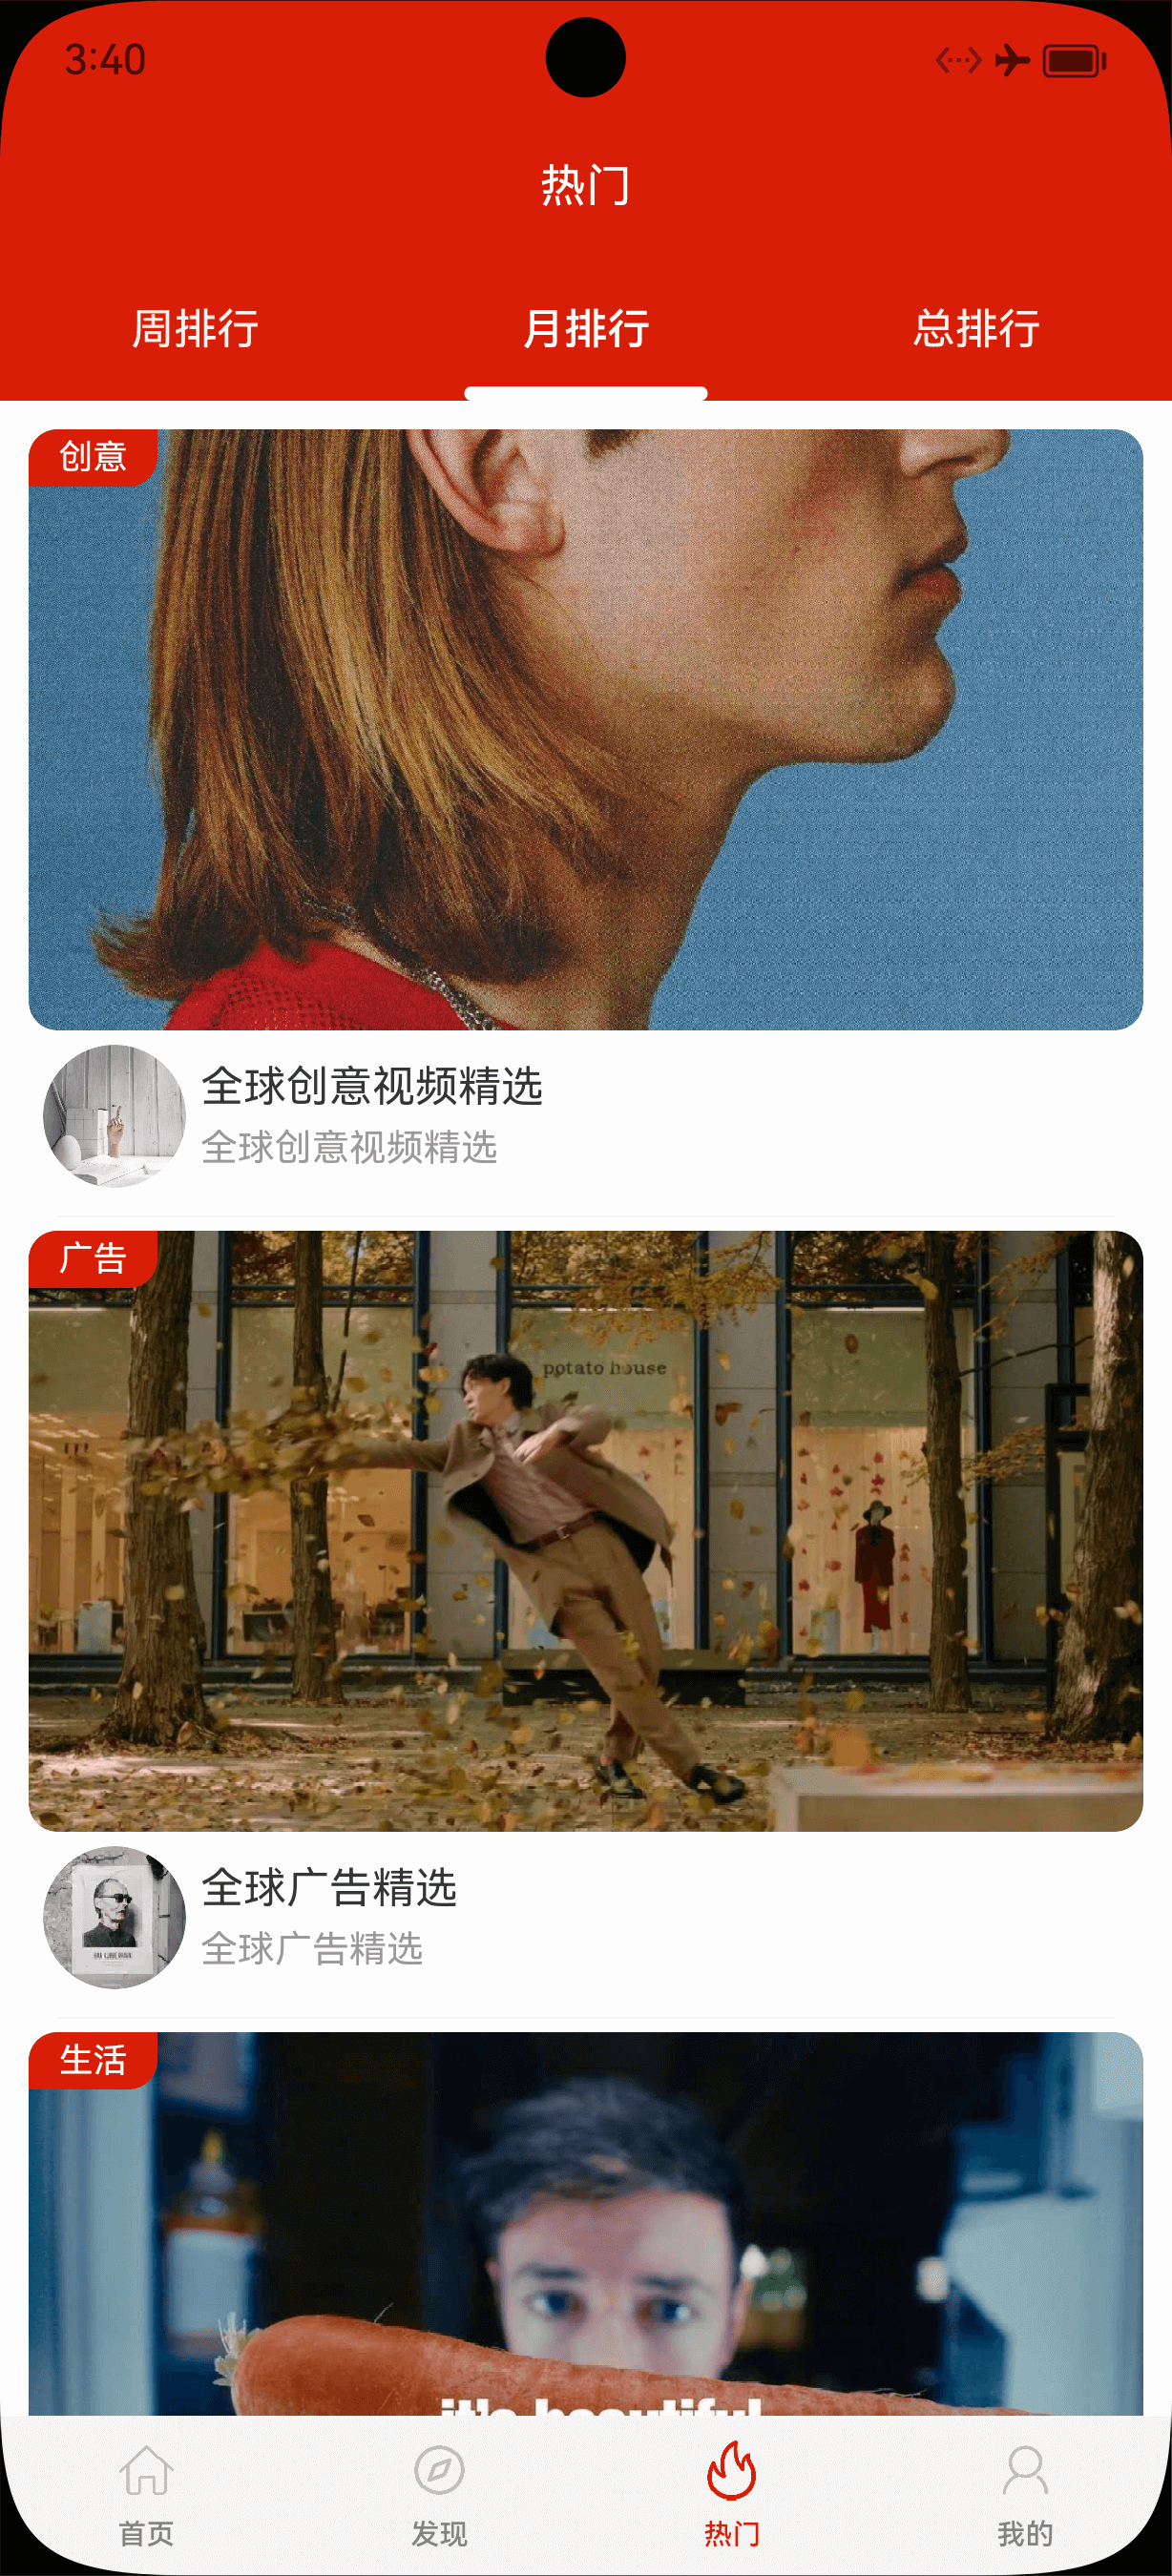 3:40
热门
周排行
月排行
总排行
创意
全球创意视频精选
全球创意视频精选
广告
potato house
全球广告精选
全球广告精选
生活
it's beautiful
首页
发现
热门
我的